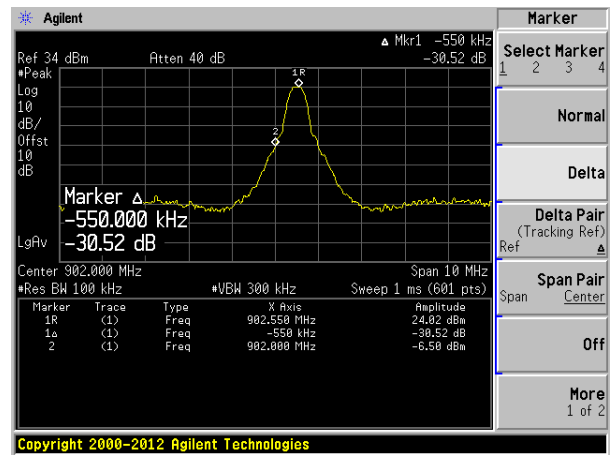 Agilent
Marker
Δ Mkr1 -550 kHz
Ref 34 dBm Atten 40 dB -30.52 dB
#Peak
Log
10
dB/
Offst
10
dB
1R
2
Marker Δ
-550.000 kHz
-30.52 dB
LgAv
Center 902.000 MHz Span 10 MHz
#Res BW 100 kHz #VBW 300 kHz Sweep 1 ms (601 pts)
Marker Trace Type X Axis Amplitude
1R (1) Freq 902.550 MHz 24.02 dBm
1Δ (1) Freq -550 kHz -30.52 dB
2 (1) Freq 902.000 MHz -6.50 dBm
Select Marker
1 2 3 4
Normal
Delta
Delta Pair
(Tracking Ref)
Ref Δ
Span Pair
Span Center
Off
More
1 of 2
Copyright 2000-2012 Agilent Technologies